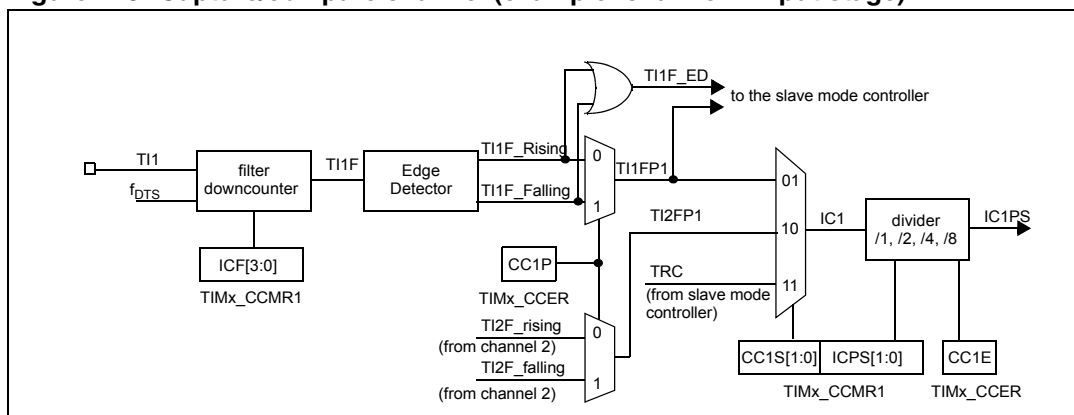 TI1F_ED
to the slave mode controller
TI1
f_DTS
filter
downcounter
TI1F
Edge
Detector
TI1F_Rising
TI1F_Falling
0
1
TI1FP1
TI2FP1
01
10
11
IC1
divider
/1, /2, /4, /8
IC1PS
ICF[3:0]
TIMx_CCMR1
CC1P
TIMx_CCER
TRC
(from slave mode
controller)
TI2F_rising
(from channel 2)
TI2F_falling
(from channel 2)
0
1
CC1S[1:0]
ICPS[1:0]
CC1E
TIMx_CCMR1
TIMx_CCER